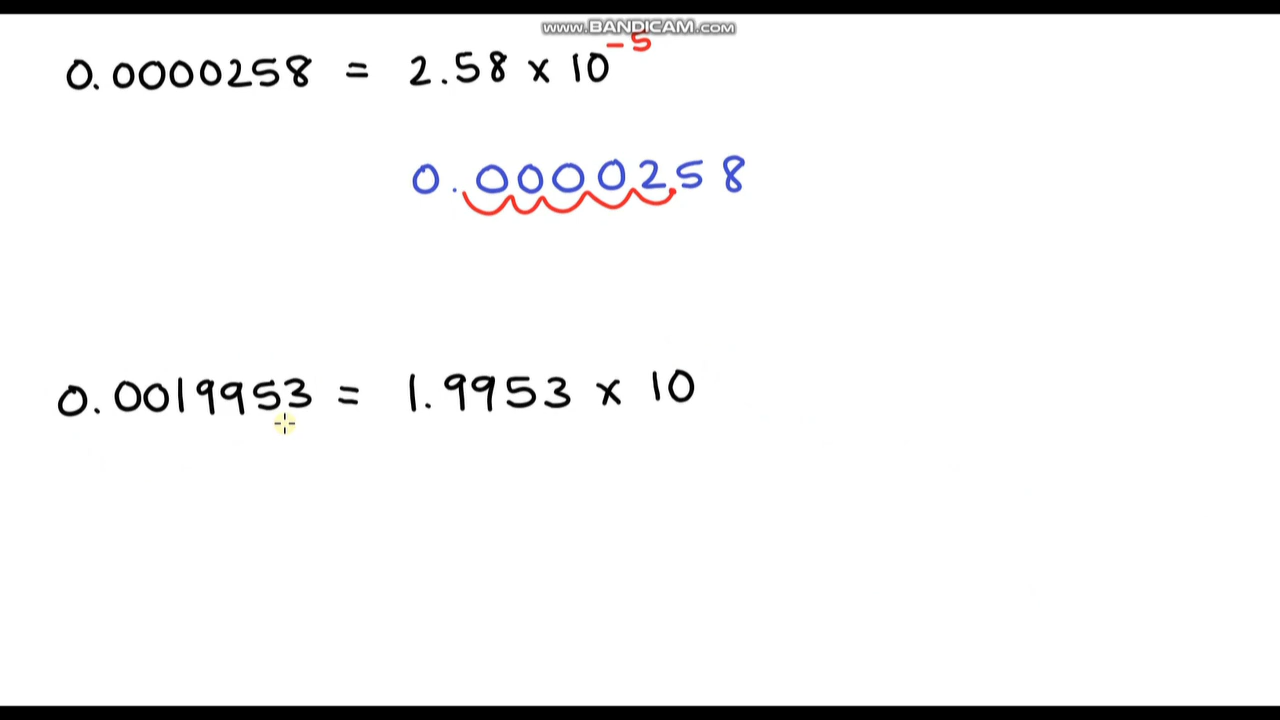 www.BANDICAM.com
0.0000258 = 2.58 x 10⁻⁵
0.0000258
0.0019953 = 1.9953 x 10